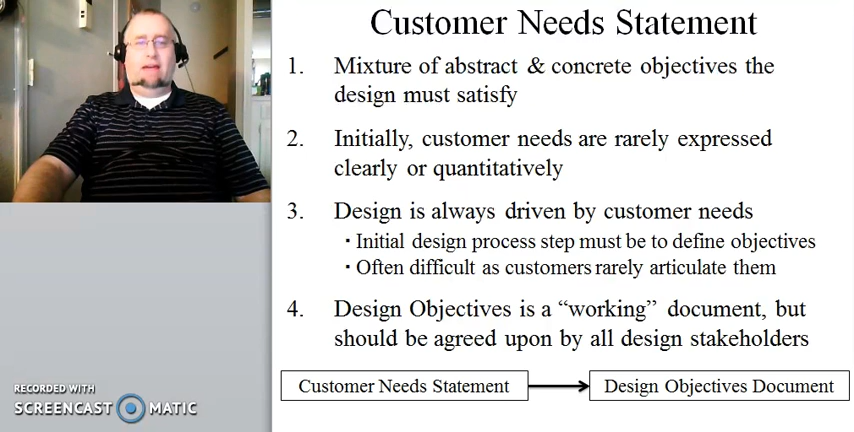 Customer Needs Statement
1. Mixture of abstract & concrete objectives the
design must satisfy
2. Initially, customer needs are rarely expressed
clearly or quantitatively
3. Design is always driven by customer needs
▪ Initial design process step must be to define objectives
▪ Often difficult as customers rarely articulate them
4. Design Objectives is a “working” document, but
should be agreed upon by all design stakeholders
Customer Needs Statement
Design Objectives Document
RECORDED WITH
SCREENCAST MATIC